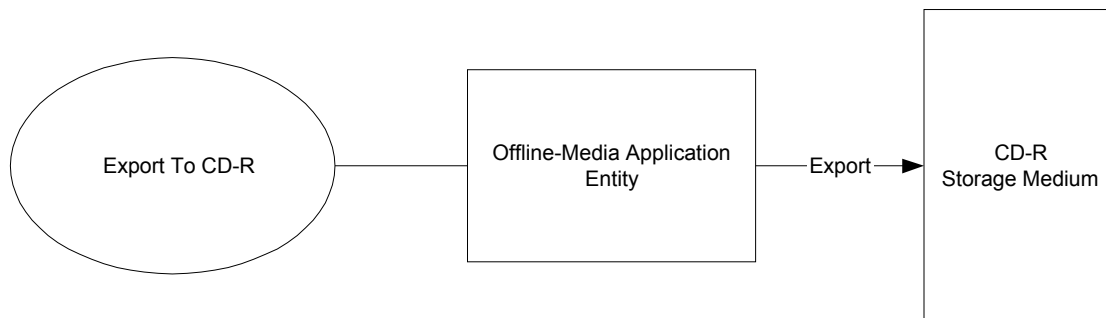 Export To CD-R
Offline-Media Application
Entity
Export
CD-R
Storage Medium